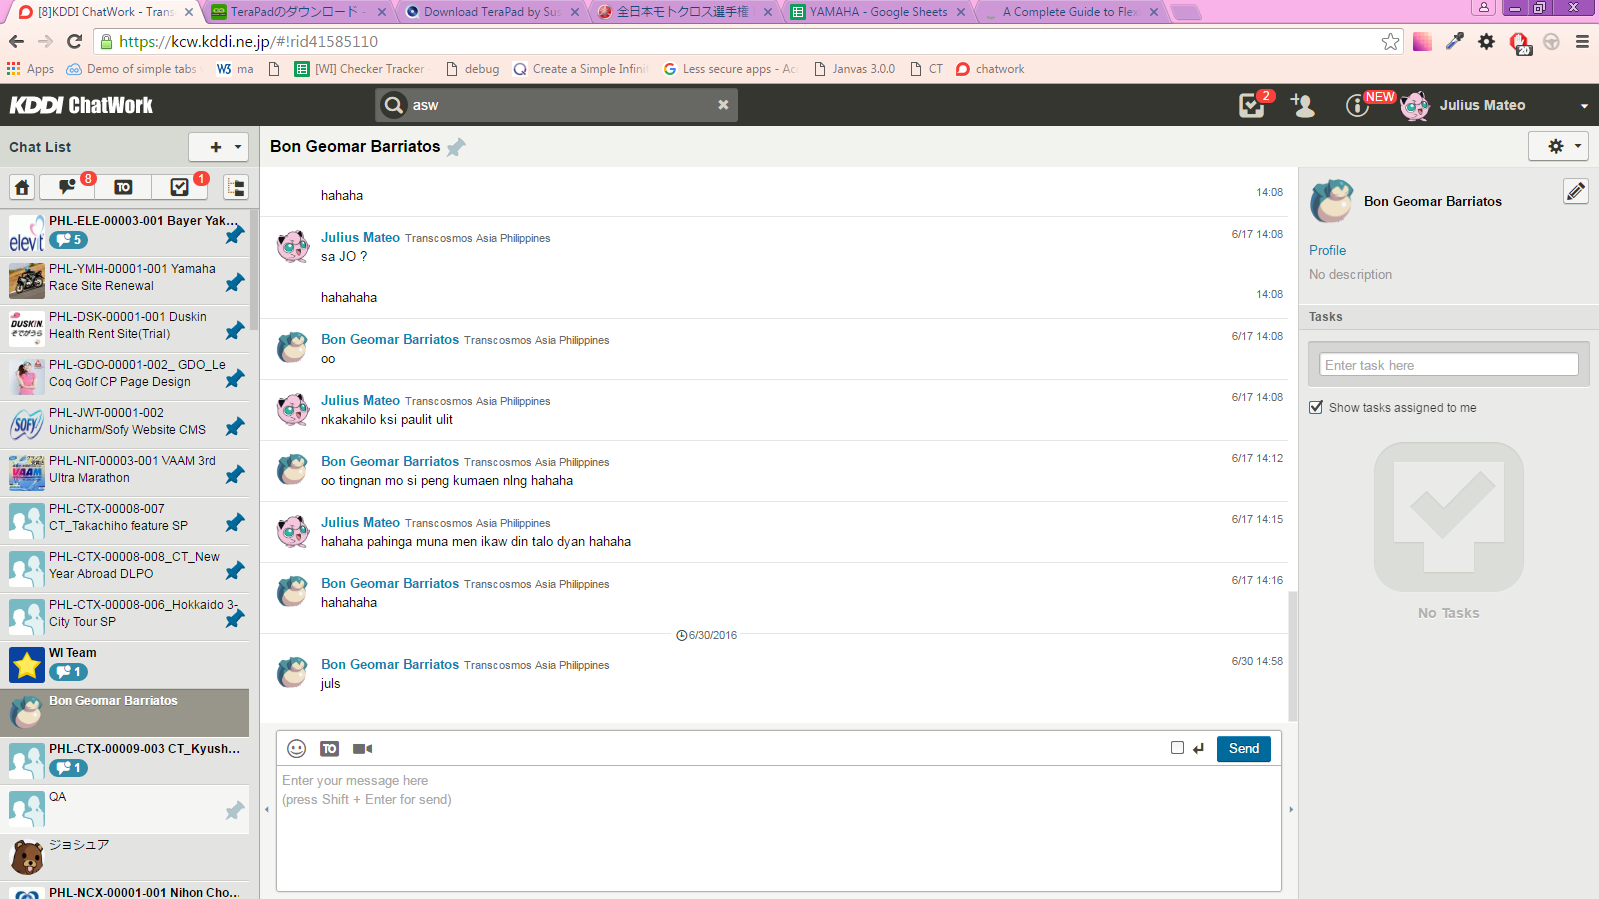 [8]KDDI ChatWork - Trans
TeraPadのダウンロード -
Download TeraPad by Sus
全日本モトクロス選手権
YAMAHA - Google Sheets
A Complete Guide to Flex
https://kcw.kddi.ne.jp/#!rid41585110
20
Apps
Demo of simple tabs
W3 ma
[WI] Checker Tracker
debug
Create a Simple Infinit
Less secure apps - Acc
Janvas 3.0.0
CT
chatwork
KDDI ChatWork
asw
2
NEW
Julius Mateo
Chat List
Bon Geomar Barriatos
8
TO
1
PHL-ELE-00003-001 Bayer Yak...
elevit
5
PHL-YMH-00001-001 Yamaha
Race Site Renewal
PHL-DSK-00001-001 Duskin
Health Rent Site(Trial)
DUSKIN
PHL-GDO-00001-002_ GDO_Le
Coq Golf CP Page Design
PHL-JWT-00001-002
Unicharm/Sofy Website CMS
SOFY
PHL-NIT-00003-001 VAAM 3rd
Ultra Marathon
VAAM
PHL-CTX-00008-007
CT_Takachiho feature SP
PHL-CTX-00008-008_CT_New
Year Abroad DLPO
PHL-CTX-00008-006_Hokkaido 3-
City Tour SP
WI Team
1
Bon Geomar Barriatos
PHL-CTX-00009-003 CT_Kyush...
1
QA
ジョシュア
PHL-NCX-00001-001 Nihon Cho...
hahaha
14:08
Julius Mateo Transcosmos Asia Philippines
6/17 14:08
sa JO ?
hahahaha
14:08
Bon Geomar Barriatos Transcosmos Asia Philippines
6/17 14:08
oo
Julius Mateo Transcosmos Asia Philippines
6/17 14:08
nkakahilo ksi paulit ulit
Bon Geomar Barriatos Transcosmos Asia Philippines
6/17 14:12
oo tingnan mo si peng kumaen nlng hahaha
Julius Mateo Transcosmos Asia Philippines
6/17 14:15
hahaha pahinga muna men ikaw din talo dyan hahaha
Bon Geomar Barriatos Transcosmos Asia Philippines
6/17 14:16
hahahaha
6/30/2016
Bon Geomar Barriatos Transcosmos Asia Philippines
6/30 14:58
juls
TO
Send
Enter your message here
(press Shift + Enter for send)
Bon Geomar Barriatos
Profile
No description
Tasks
Enter task here
Show tasks assigned to me
No Tasks